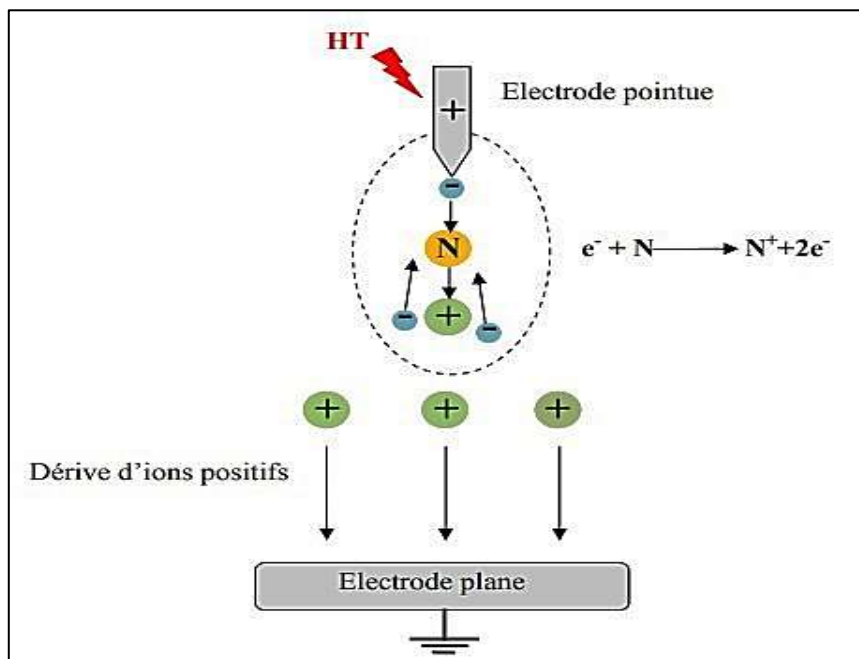 HT
Electrode pointue
+
-
N
e- + N → N+ +2e-
+
-
-
+
+
+
Dérive d'ions positifs
Electrode plane